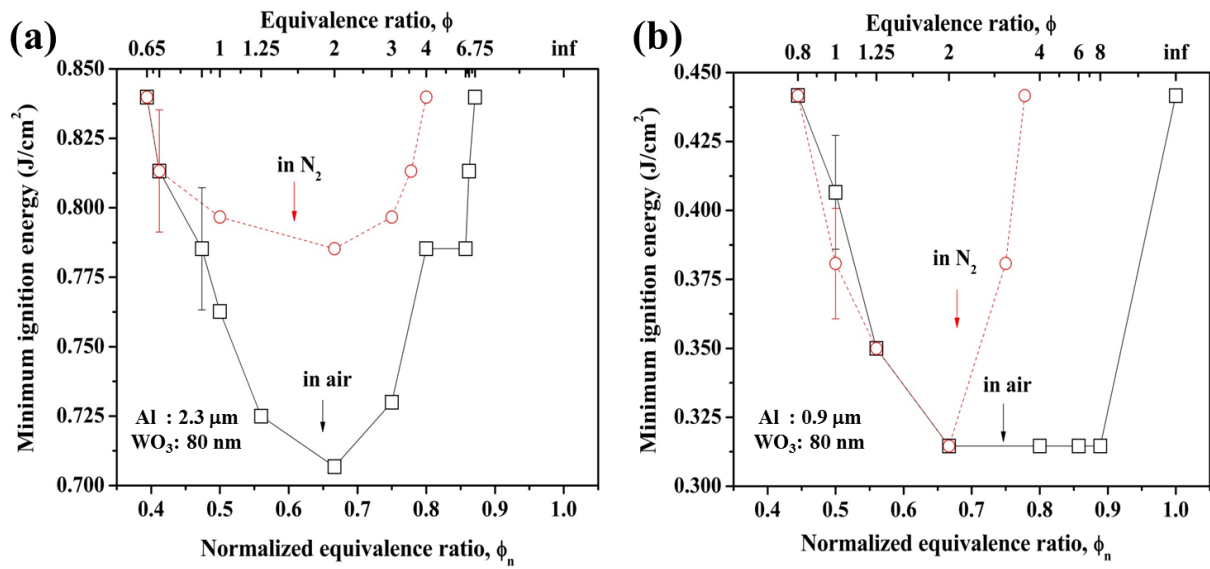 (a)
Equivalence ratio, ϕ
0.65 1 1.25 2 3 4 6.75 inf
Minimum ignition energy (J/cm²)
0.850
0.825
0.800
0.775
0.750
0.725
0.700
in N₂
in air
Al : 2.3 μm
WO₃: 80 nm
0.4 0.5 0.6 0.7 0.8 0.9 1.0
Normalized equivalence ratio, ϕₙ
(b)
Equivalence ratio, ϕ
0.8 1 1.25 2 4 6 8 inf
Minimum ignition energy (J/cm²)
0.450
0.425
0.400
0.375
0.350
0.325
0.300
in N₂
in air
Al : 0.9 μm
WO₃: 80 nm
0.4 0.5 0.6 0.7 0.8 0.9 1.0
Normalized equivalence ratio, ϕₙ